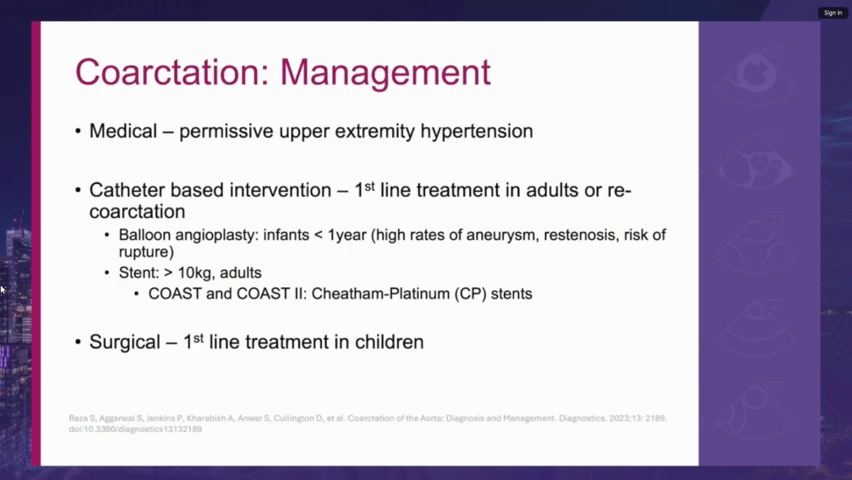 Sign in
Coarctation: Management
• Medical – permissive upper extremity hypertension
• Catheter based intervention – 1st line treatment in adults or re-
coarctation
• Balloon angioplasty: infants < 1year (high rates of aneurysm, restenosis, risk of
rupture)
• Stent: > 10kg, adults
• COAST and COAST II: Cheatham-Platinum (CP) stents
• Surgical – 1st line treatment in children
Raza S, Aggarwal S, Jenkins P, Kharabish A, Anwer S, Cullington D, et al. Coarctation of the Aorta: Diagnosis and Management. Diagnostics. 2023;13: 2189.
doi:10.3390/diagnostics13132189